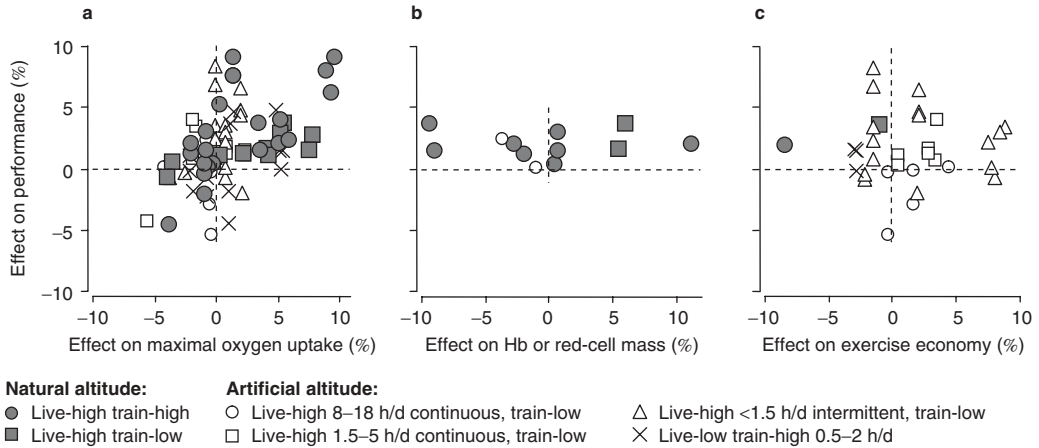 a b c
Effect on performance (%)
10
5
0
−5
−10
−10 −5 0 5 10
−10 −5 0 5 10
−10 −5 0 5 10
Effect on maximal oxygen uptake (%)
Effect on Hb or red-cell mass (%)
Effect on exercise economy (%)
Natural altitude: Artificial altitude:
Live-high train-high Live-high 8–18 h/d continuous, train-low Live-high <1.5 h/d intermittent, train-low
Live-high train-low Live-high 1.5–5 h/d continuous, train-low Live-low train-high 0.5–2 h/d